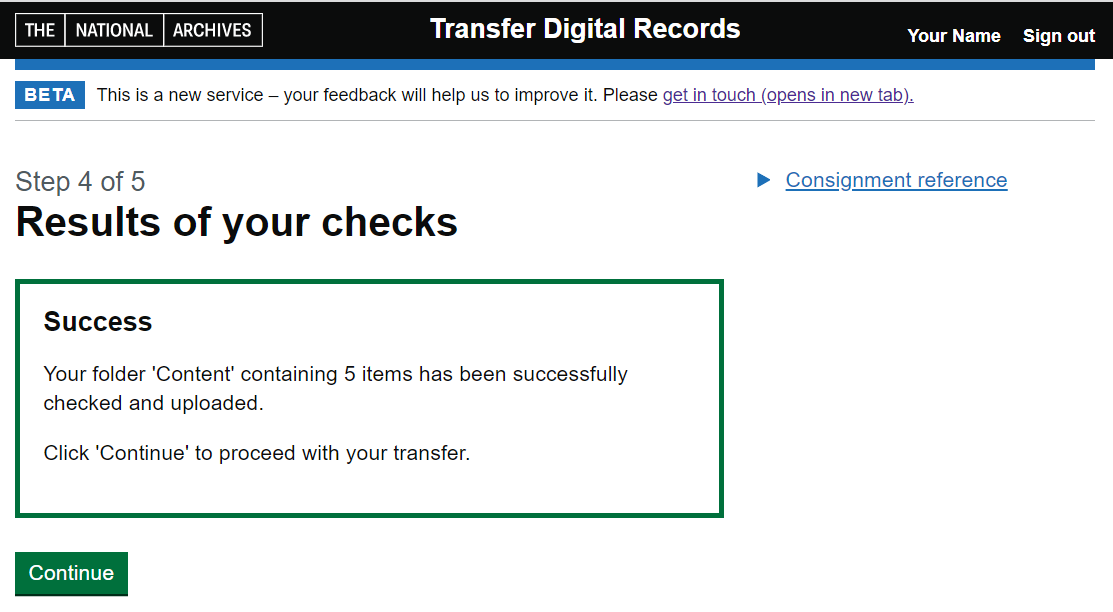 THE NATIONAL ARCHIVES
Transfer Digital Records
Your Name Sign out
BETA This is a new service – your feedback will help us to improve it. Please get in touch (opens in new tab).
Step 4 of 5
Consignment reference
Results of your checks
Success
Your folder 'Content' containing 5 items has been successfully
checked and uploaded.
Click 'Continue' to proceed with your transfer.
Continue